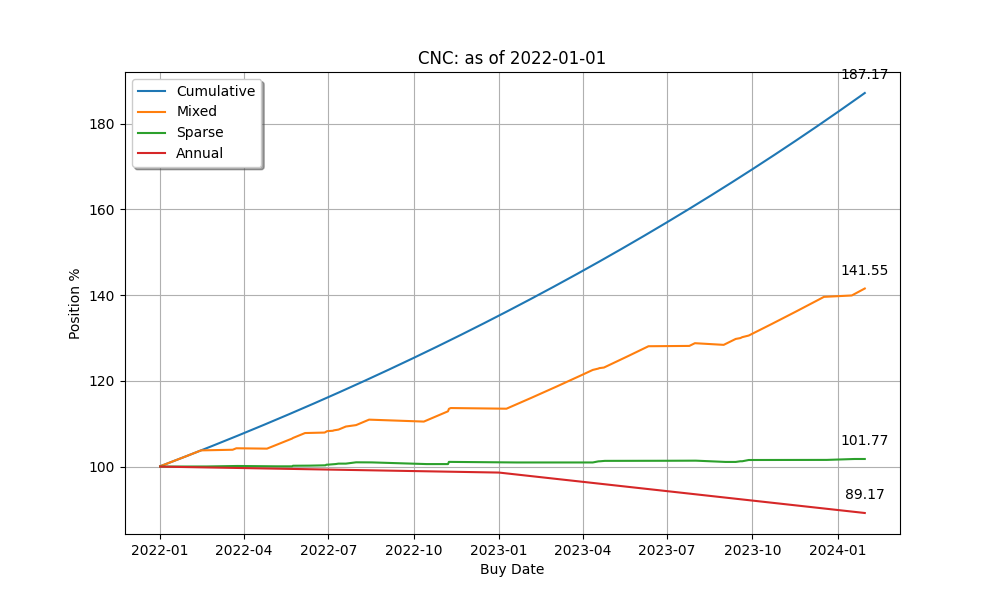 CNC: as of 2022-01-01
187.17
Cumulative
Mixed
Sparse
Annual
180
160
141.55
140
120
101.77
100
89.17
Position %
2022-01 2022-04 2022-07 2022-10 2023-01 2023-04 2023-07 2023-10 2024-01
Buy Date